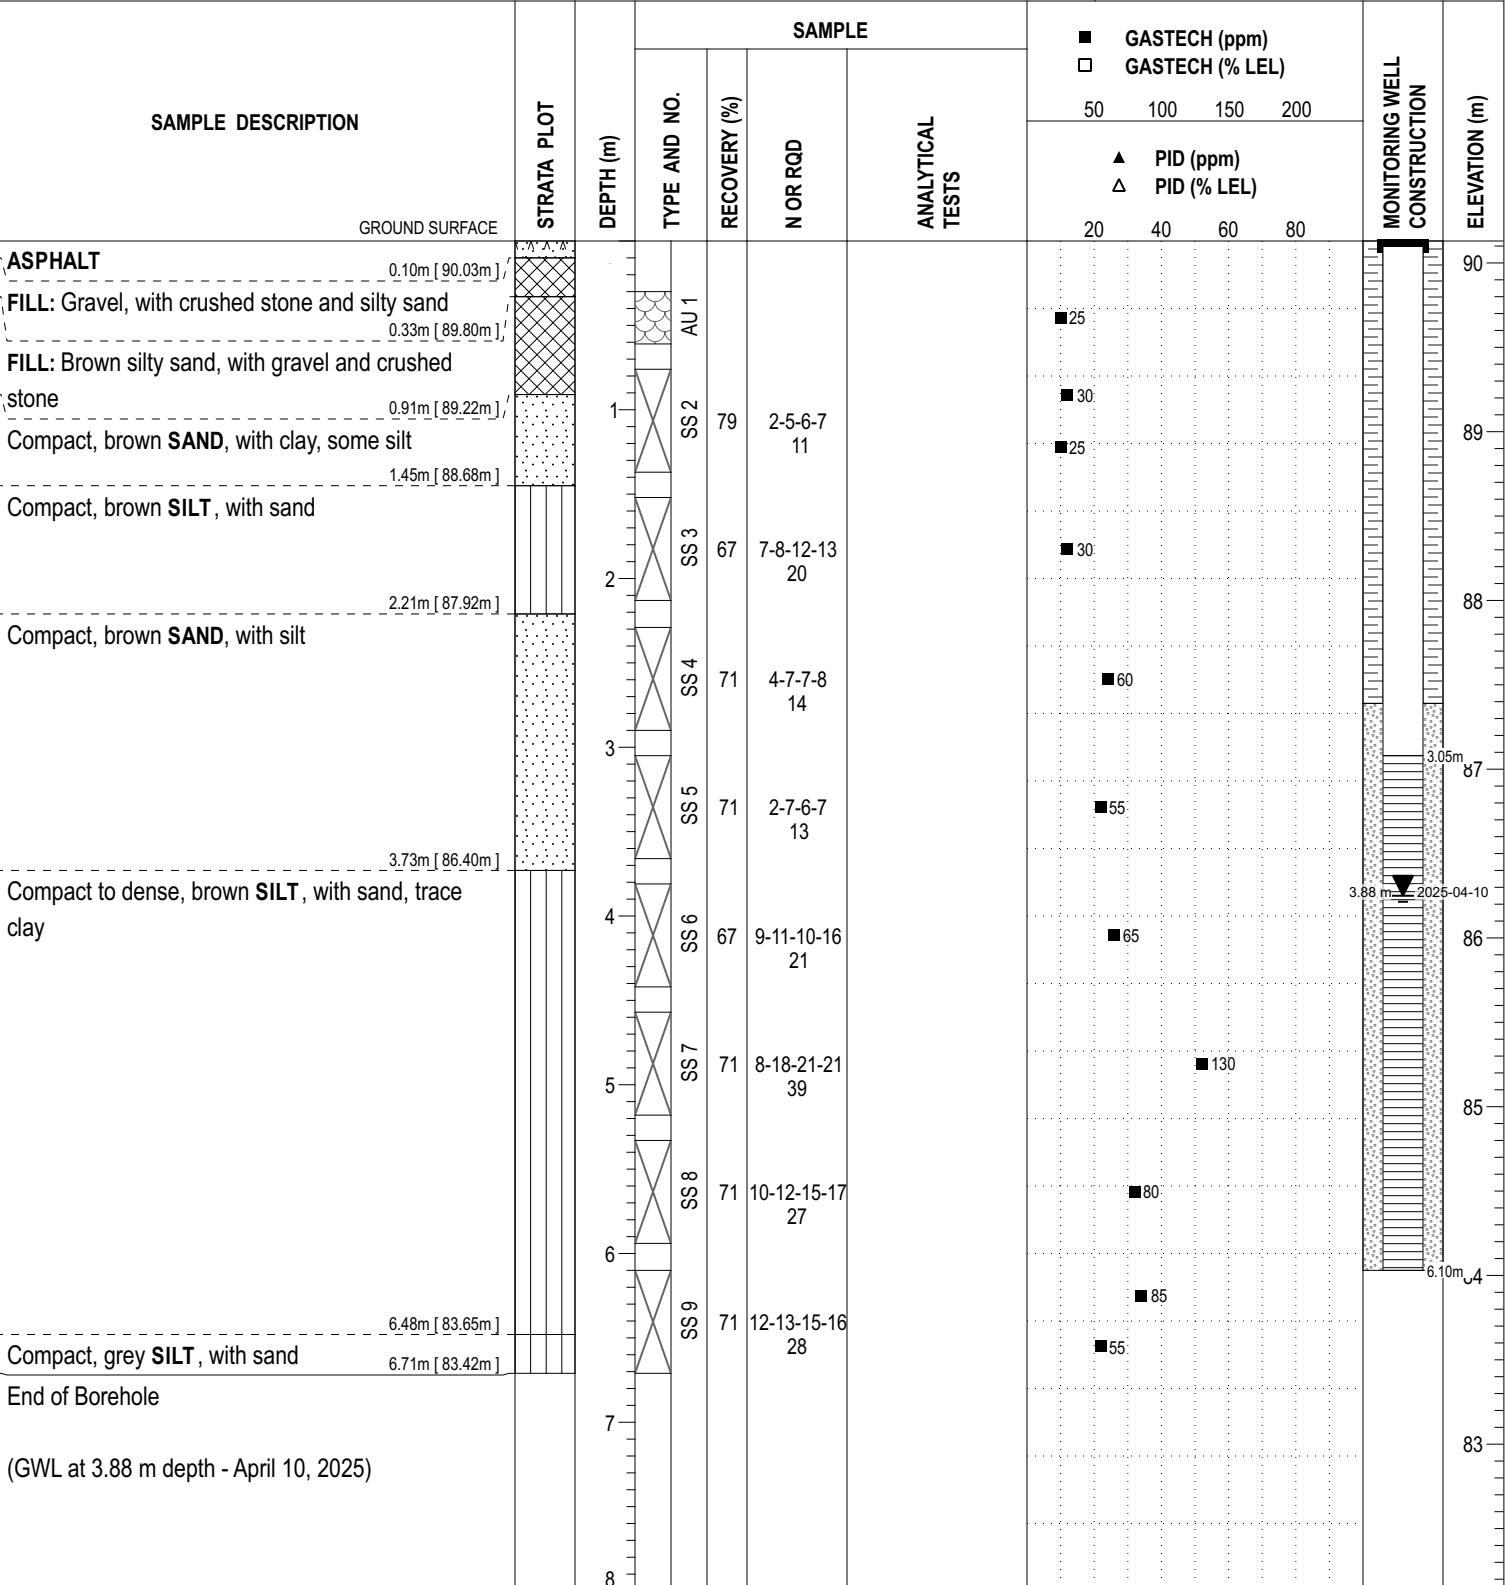 SAMPLE
GASTECH (ppm)
GASTECH (% LEL)
50 100 150 200
SAMPLE DESCRIPTION
STRATA PLOT
DEPTH (m)
TYPE AND NO.
RECOVERY (%)
N OR RQD
ANALYTICAL
TESTS
PID (ppm)
PID (% LEL)
MONITORING WELL
CONSTRUCTION
ELEVATION (m)
GROUND SURFACE
20 40 60 80
ASPHALT
0.10m [ 90.03m ]
90
FILL: Gravel, with crushed stone and silty sand
0.33m [ 89.80m ]
AU 1
25
FILL: Brown silty sand, with gravel and crushed
stone
0.91m [ 89.22m ]
30
1
SS 2
79
2-5-6-7
11
89
Compact, brown SAND, with clay, some silt
25
1.45m [ 88.68m ]
Compact, brown SILT, with sand
SS 3
67
7-8-12-13
20
30
2
2.21m [ 87.92m ]
88
Compact, brown SAND, with silt
SS 4
71
4-7-7-8
14
60
3
3.05m
87
SS 5
71
2-7-6-7
13
55
3.73m [ 86.40m ]
Compact to dense, brown SILT, with sand, trace
clay
3.88 m
2025-04-10
4
SS 6
67
9-11-10-16
21
65
86
SS 7
71
8-18-21-21
39
130
5
85
SS 8
71
10-12-15-17
27
80
6
6.10m
84
85
SS 9
71
12-13-15-16
28
6.48m [ 83.65m ]
55
Compact, grey SILT, with sand
6.71m [ 83.42m ]
End of Borehole
7
83
(GWL at 3.88 m depth - April 10, 2025)
8